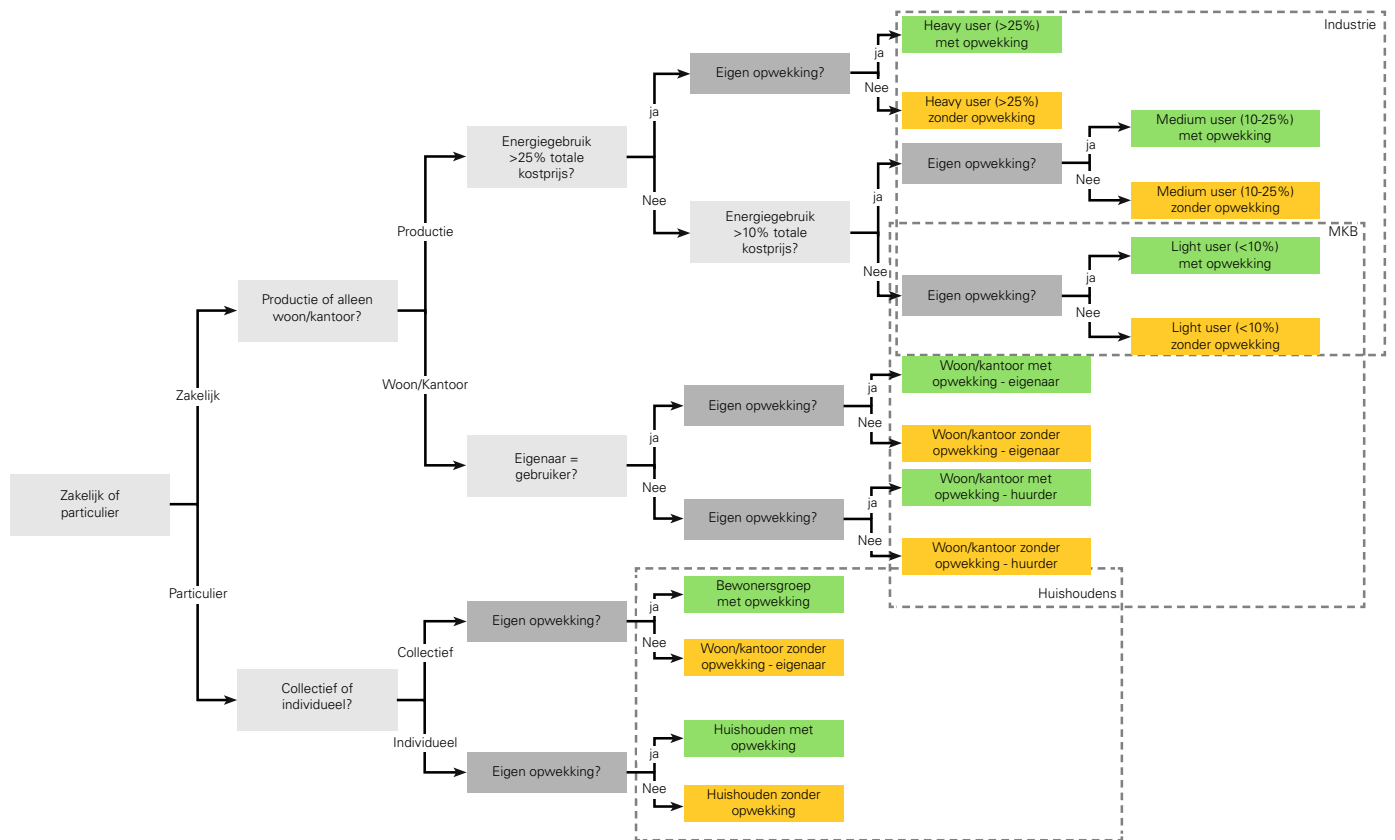 Heavy user (>25%)
met opwekking
Industrie
ja
Eigen opwekking?
Nee
Heavy user (>25%)
zonder opwekking
ja
Medium user (10-25%)
met opwekking
Energiegebruik
>25% totale
kostprijs?
ja
Eigen opwekking?
Nee
Medium user (10-25%)
zonder opwekking
Nee
ja
Energiegebruik
>10% totale
kostprijs?
Productie
MKB
Light user (<10%)
met opwekking
Nee
ja
Eigen opwekking?
Nee
Light user (<10%)
zonder opwekking
Productie of alleen
woon/kantoor?
Woon/kantoor met
opwekking - eigenaar
Woon/Kantoor
ja
Zakelijk
Eigen opwekking?
Nee
Woon/kantoor zonder
opwekking - eigenaar
ja
Eigenaar =
gebruiker?
Nee
Woon/kantoor met
opwekking - huurder
ja
Zakelijk of
particulier
Eigen opwekking?
Nee
Woon/kantoor zonder
opwekking - huurder
Particulier
Huishoudens
Bewonersgroep
met opwekking
ja
Eigen opwekking?
Nee
Collectief
Woon/kantoor zonder
opwekking - eigenaar
Collectief of
individueel?
Huishouden met
opwekking
Individueel
ja
Eigen opwekking?
Nee
Huishouden zonder
opwekking